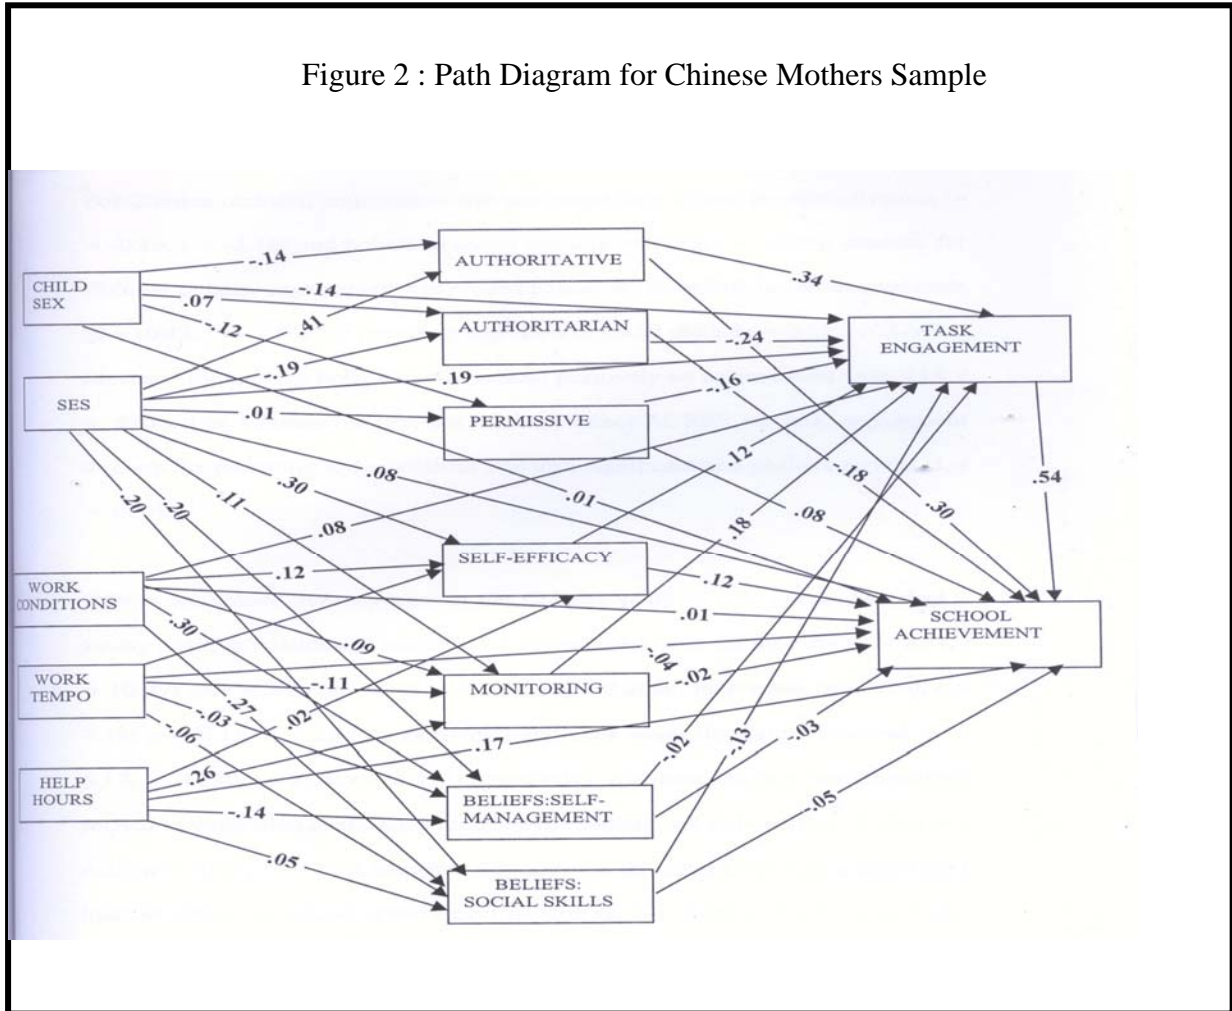 Figure 2 : Path Diagram for Chinese Mothers Sample
CHILD
SEX
SES
WORK
CONDITIONS
WORK
TEMPO
HELP
HOURS
AUTHORITATIVE
AUTHORITARIAN
PERMISSIVE
SELF-EFFICACY
MONITORING
BELIEFS:SELF-
MANAGEMENT
BELIEFS:
SOCIAL SKILLS
TASK
ENGAGEMENT
SCHOOL
ACHIEVEMENT
-.14
-.14
.07
-.12
.41
-.19
.19
.01
.34
-.24
-.16
.12
.08
.01
.18
.30
.54
.20
.20
.11
.30
.08
.18
.08
.12
.12
.01
.30
.09
-.04
-.11
-.02
-.03
.27
.02
-.06
.17
.26
-.02
-.13
-.03
-.14
.05
.05